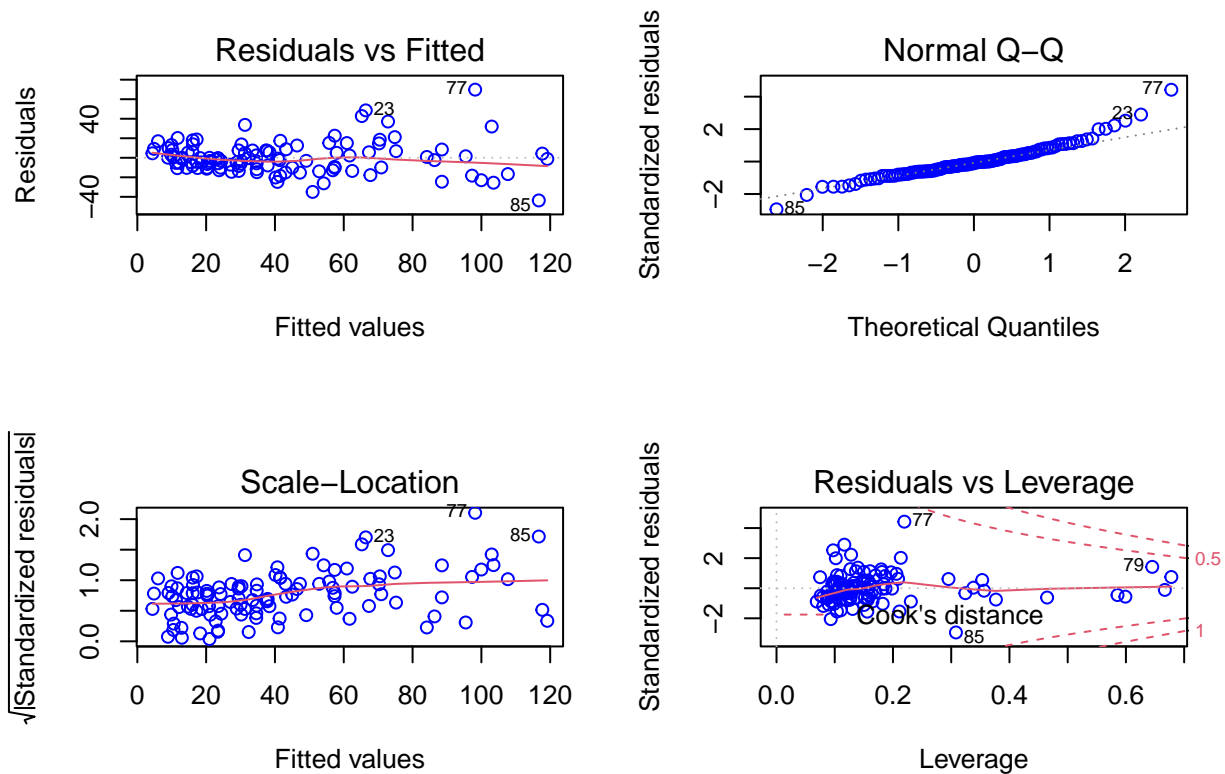 Residuals vs Fitted
Residuals
40
−40
77
23
85
0 20 40 60 80 100 120
Fitted values
Normal Q−Q
Standardized residuals
2
−2
77
23
85
−2 −1 0 1 2
Theoretical Quantiles
Scale−Location
√|Standardized residuals|
2.0
1.0
0.0
77
23
85
0 20 40 60 80 100 120
Fitted values
Residuals vs Leverage
Standardized residuals
2
−2
77
79
85
Cook's distance
0.5
1
0.0 0.2 0.4 0.6
Leverage